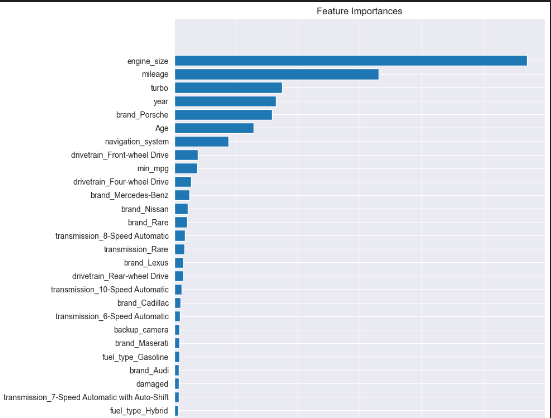 Feature Importances
engine_size
mileage
turbo
year
brand_Porsche
Age
navigation_system
drivetrain_Front-wheel Drive
min_mpg
drivetrain_Four-wheel Drive
brand_Mercedes-Benz
brand_Nissan
brand_Rare
transmission_8-Speed Automatic
transmission_Rare
brand_Lexus
drivetrain_Rear-wheel Drive
transmission_10-Speed Automatic
brand_Cadillac
transmission_6-Speed Automatic
backup_camera
brand_Maserati
fuel_type_Gasoline
brand_Audi
damaged
transmission_7-Speed Automatic with Auto-Shift
fuel_type_Hybrid